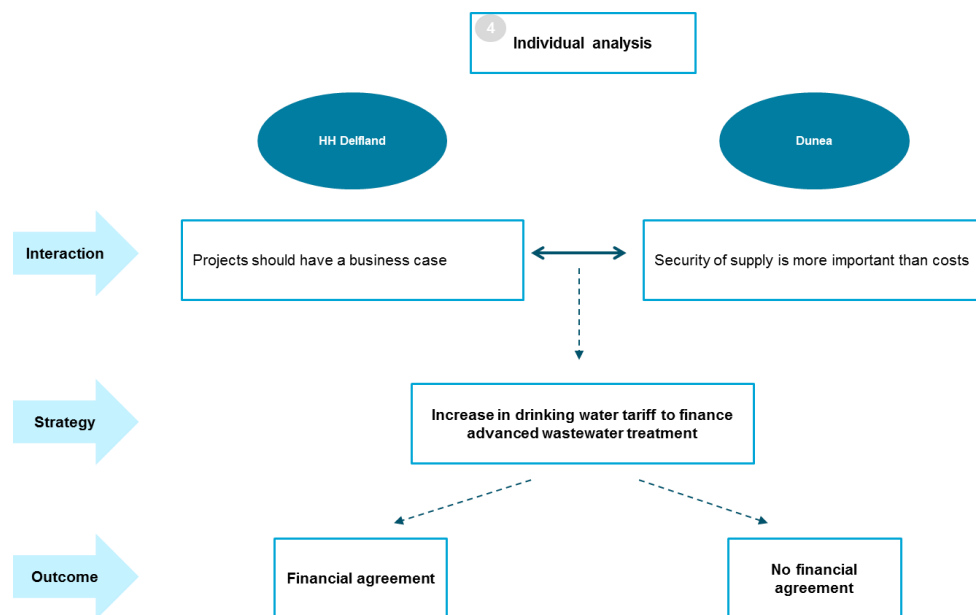 4
Individual analysis
HH Delfland
Dunea
Interaction
Projects should have a business case
Security of supply is more important than costs
Strategy
Increase in drinking water tariff to finance
advanced wastewater treatment
Outcome
Financial agreement
No financial
agreement